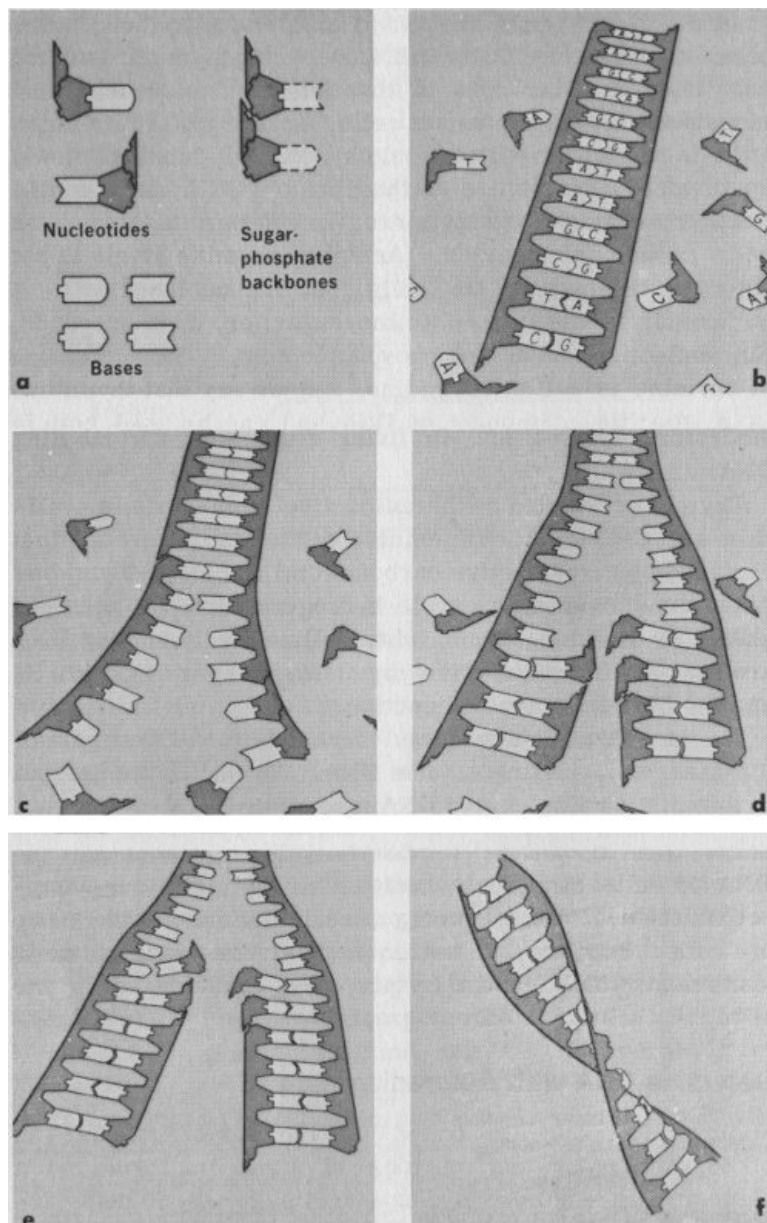 Nucleotides
Sugar-
phosphate
backbones
Bases
a
G C
T A
G C
C G
A T
A T
G C
C G
T A
C G
A
T
T
G
C
A
C
A
G
b
c
d
e
f